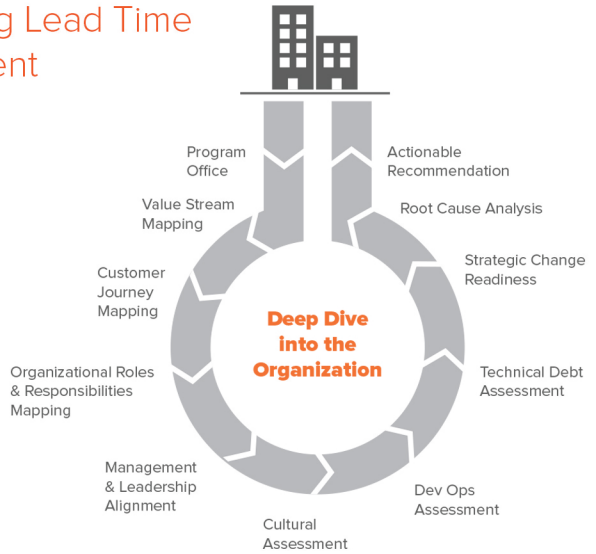 g Lead Time
ent
Program
Office
Value Stream
Mapping
Customer
Journey
Mapping
Organizational Roles
& Responsibilities
Mapping
Management
& Leadership
Alignment
Cultural
Assessment
Dev Ops
Assessment
Technical Debt
Assessment
Strategic Change
Readiness
Root Cause Analysis
Actionable
Recommendation
Deep Dive
into the
Organization